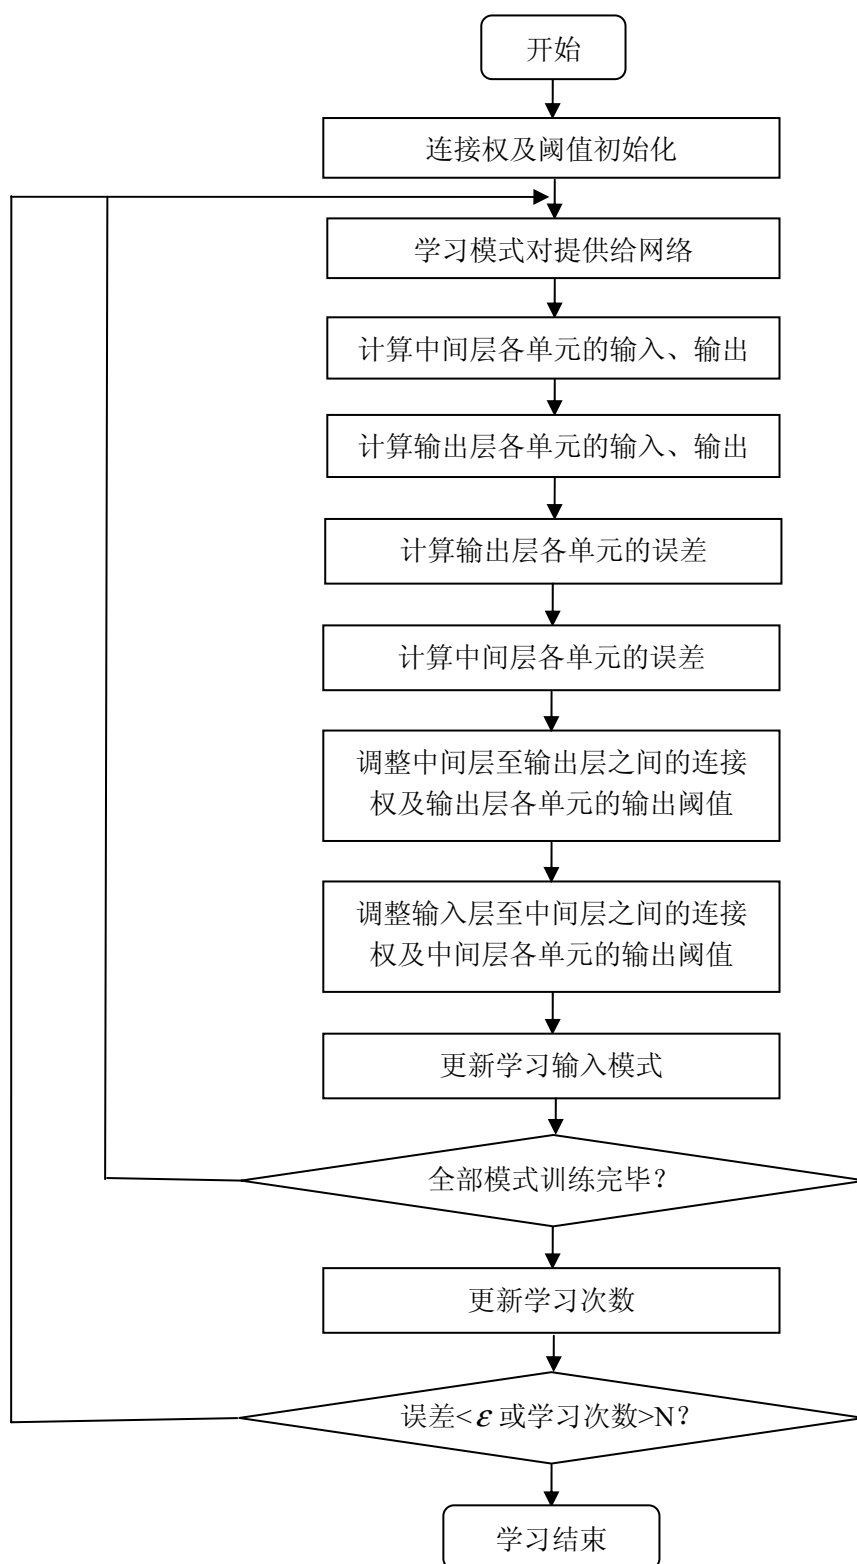 开始
连接权及阈值初始化
学习模式对提供给网络
计算中间层各单元的输入、输出
计算输出层各单元的输入、输出
计算输出层各单元的误差
计算中间层各单元的误差
调整中间层至输出层之间的连接
权及输出层各单元的输出阈值
调整输入层至中间层之间的连接
权及中间层各单元的输出阈值
更新学习输入模式
全部模式训练完毕?
更新学习次数
误差<ε或学习次数>N?
学习结束